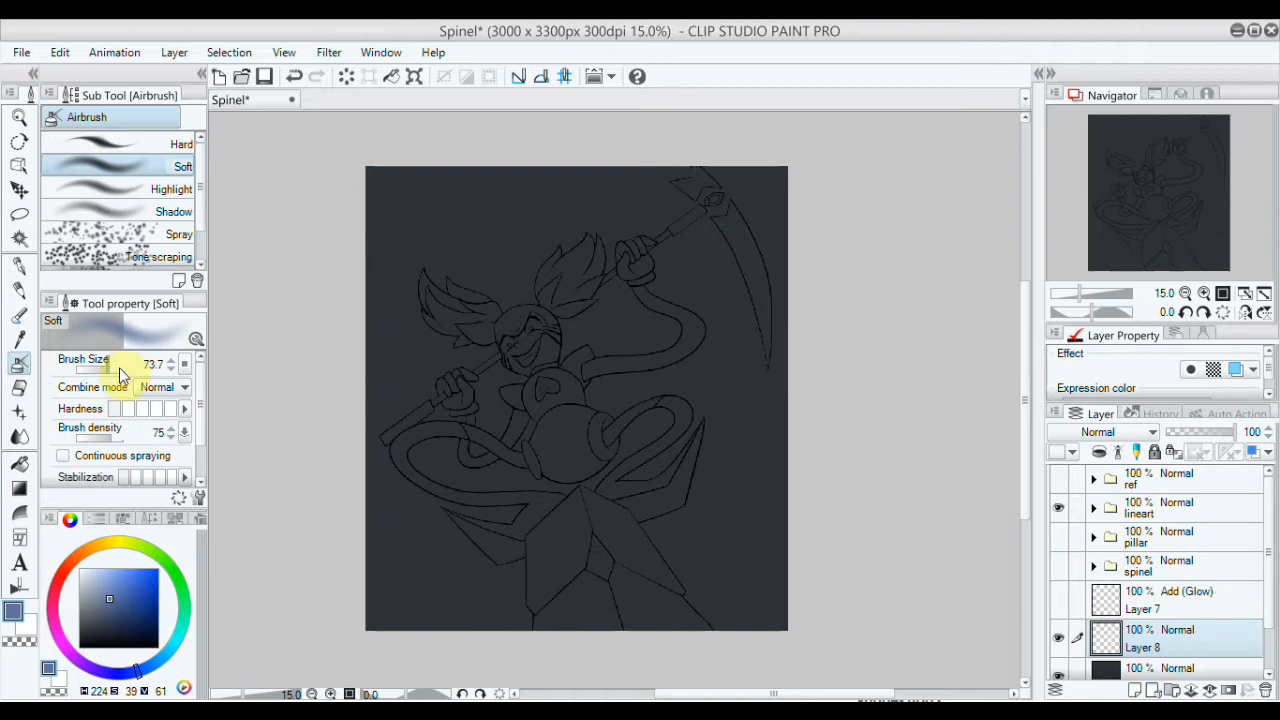 Spinel* (3000 x 3300px 300dpi 15.0%) - CLIP STUDIO PAINT PRO
File Edit Animation Layer Selection View Filter Window Help
Sub Tool [Airbrush]
Airbrush
Hard
Soft
Highlight
Shadow
Spray
Tone scraping
Tool property [Soft]
Soft
Brush Size 73.7
Combine mode Normal
Hardness
Brush density 75
Continuous spraying
Stabilization
H 224 S 39 V 61
Spinel*
15.0 0.0
Navigator
15.0
0.0
Layer Property
Effect
Expression color
Layer History Auto Action
Normal 100
100 % Normal
ref
100 % Normal
lineart
100 % Normal
pillar
100 % Normal
spinel
100 % Add (Glow)
Layer 7
100 % Normal
Layer 8
100 % Normal